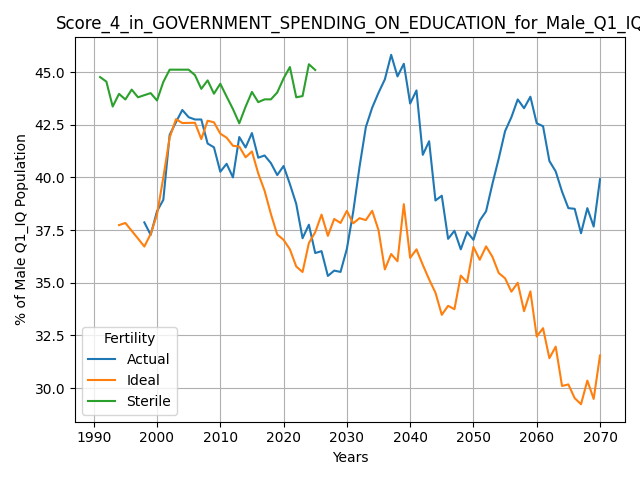 Score_4_in_GOVERNMENT_SPENDING_ON_EDUCATION_for_Male_Q1_IQ
% of Male Q1_IQ Population
45.0
42.5
40.0
37.5
35.0
32.5
30.0
Fertility
Actual
Ideal
Sterile
1990 2000 2010 2020 2030 2040 2050 2060 2070
Years